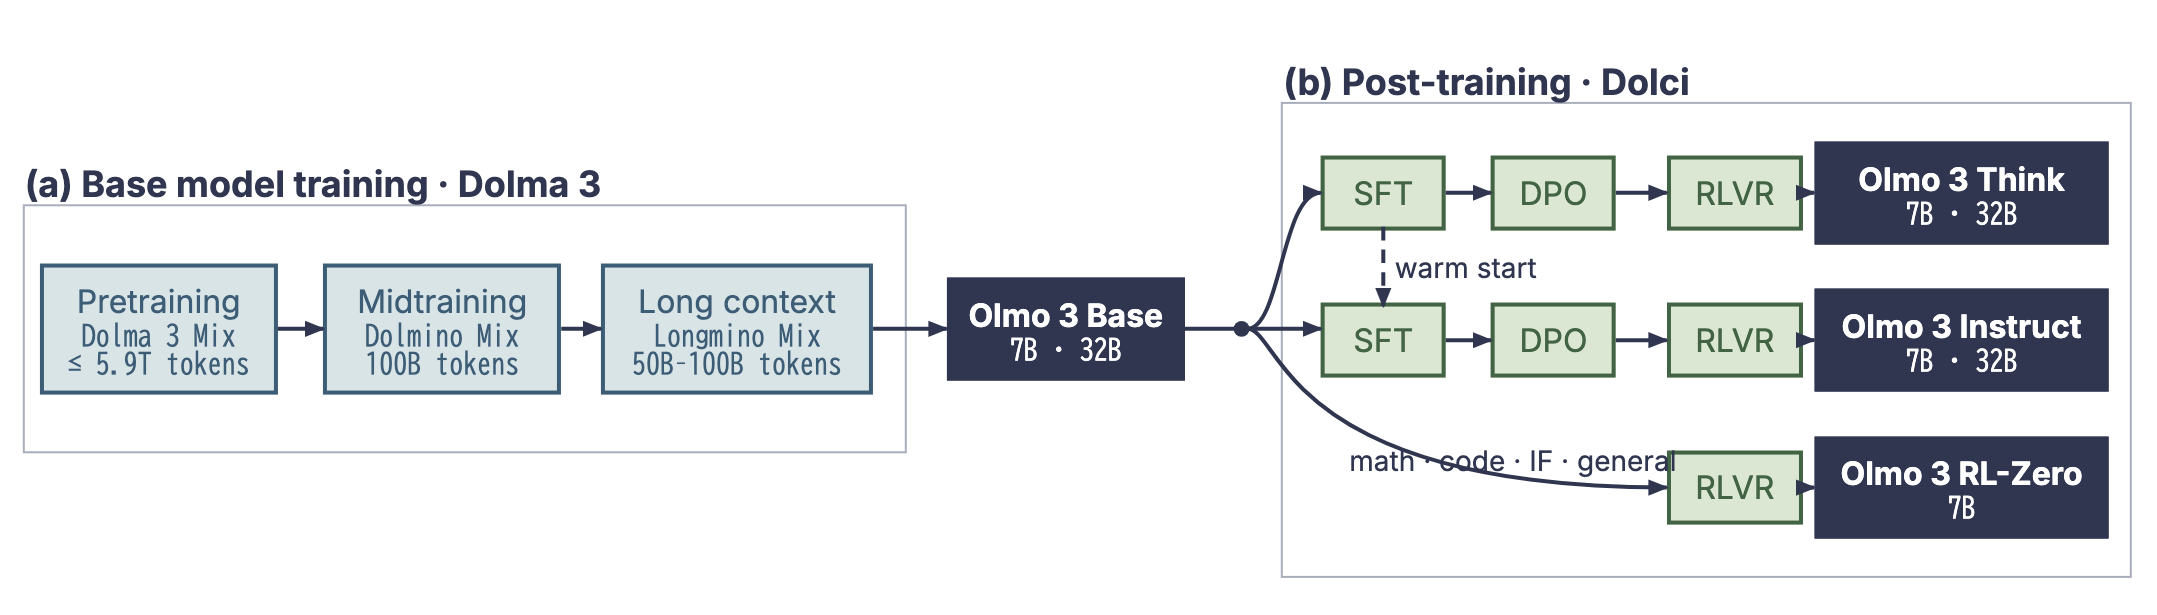 (a) Base model training · Dolma 3
Pretraining
Dolma 3 Mix
≤ 5.9T tokens
Midtraining
Dolmino Mix
100B tokens
Long context
Longmino Mix
50B-100B tokens
Olmo 3 Base
7B · 32B
(b) Post-training · Dolci
SFT
DPO
RLVR
Olmo 3 Think
7B · 32B
warm start
SFT
DPO
RLVR
Olmo 3 Instruct
7B · 32B
math · code · IF · general
RLVR
Olmo 3 RL-Zero
7B